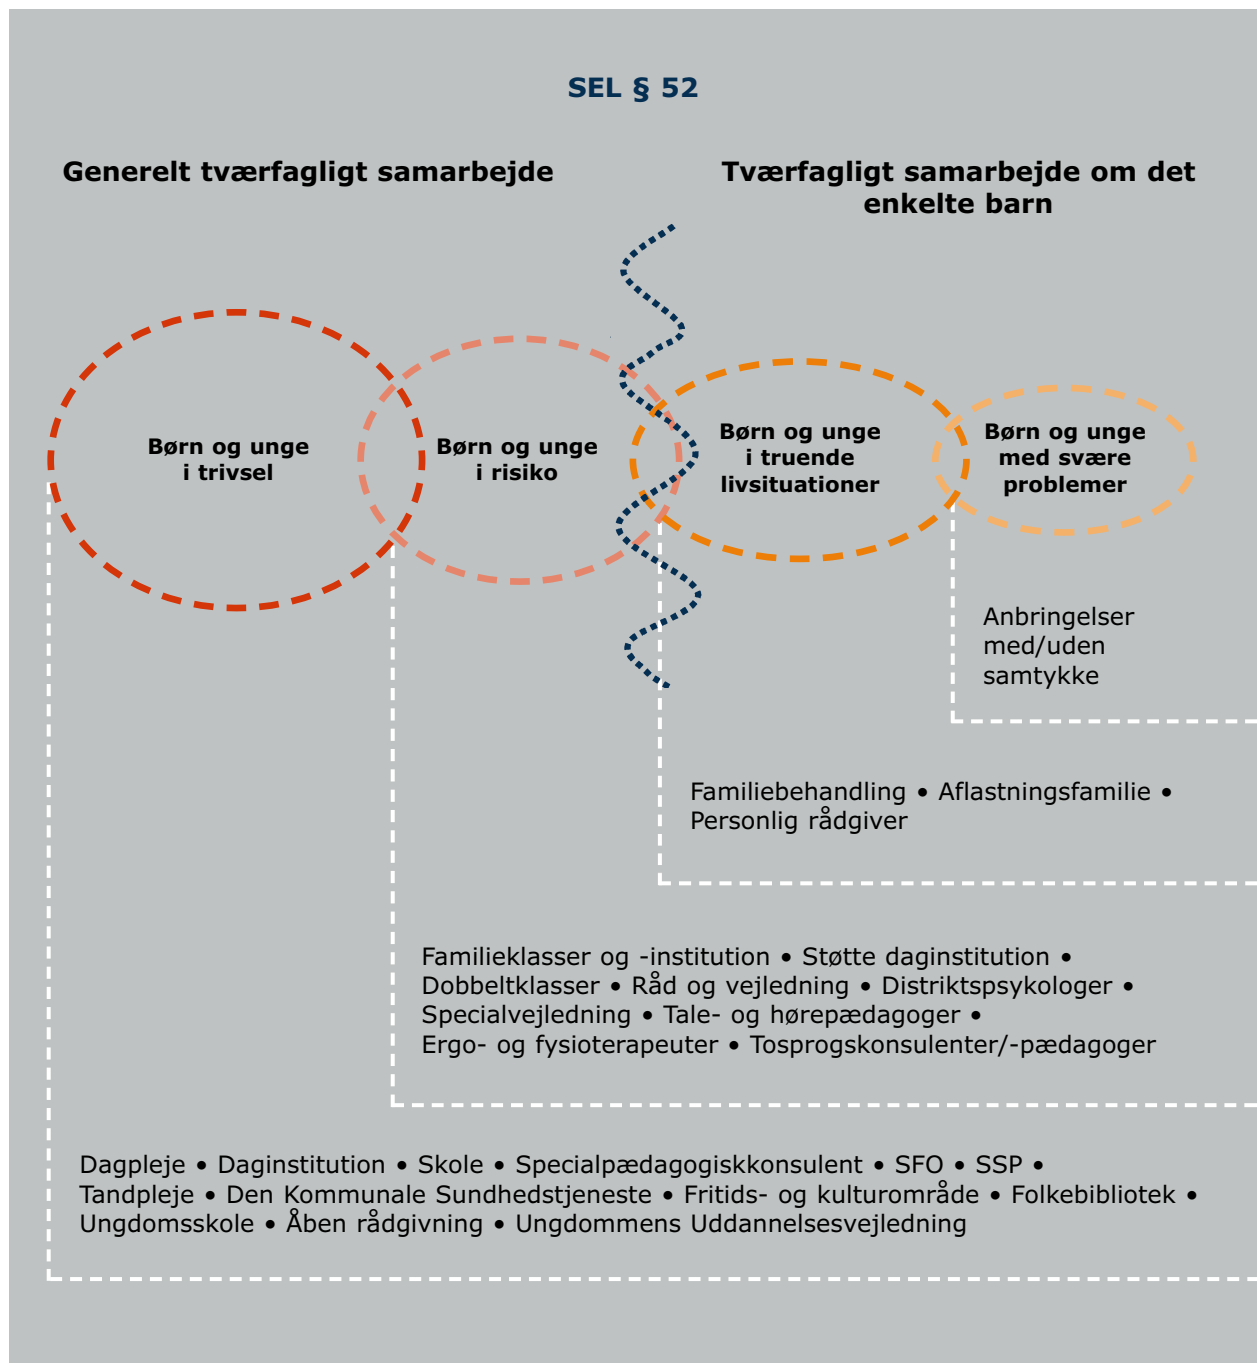 SEL § 52
Generelt tværfagligt samarbejde
Tværfagligt samarbejde om det
enkelte barn
Børn og unge
i trivsel
Børn og unge
i risiko
Børn og unge
i truende
livsituationer
Børn og unge
med svære
problemer
Anbringelser
med/uden
samtykke
Familiebehandling • Aflastningsfamilie •
Personlig rådgiver
Familieklasser og -institution • Støtte daginstitution •
Dobbeltklasser • Råd og vejledning • Distriktspsykologer •
Specialvejledning • Tale- og hørepædagoger •
Ergo- og fysioterapeuter • Tosprogskonsulenter/-pædagoger
Dagpleje • Daginstitution • Skole • Specialpædagogiskkonsulent • SFO • SSP •
Tandpleje • Den Kommunale Sundhedstjeneste • Fritids- og kulturområde • Folkebibliotek •
Ungdomsskole • Åben rådgivning • Ungdommens Uddannelsesvejledning